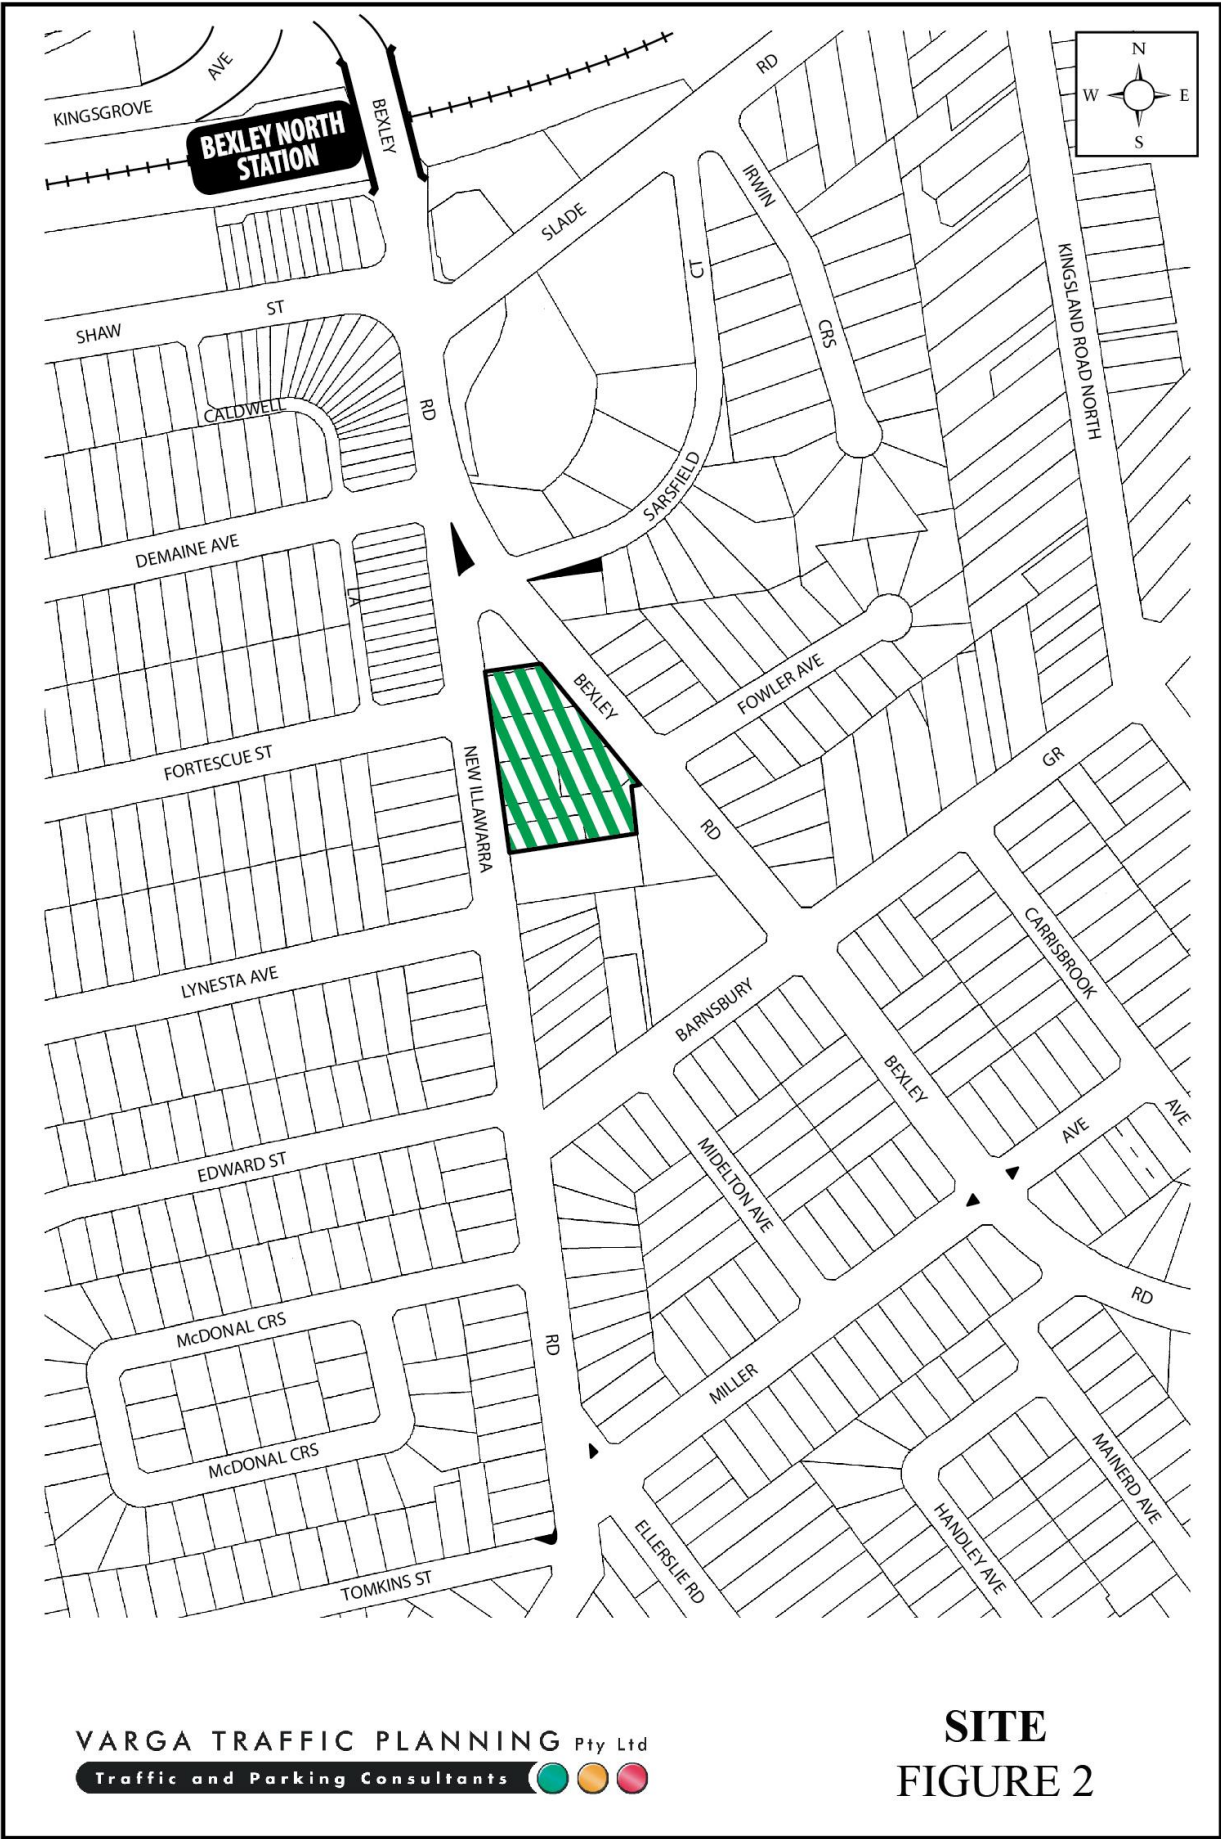 N
W E
S
RD
AVE
KINGSGROVE
BEXLEY
BEXLEY NORTH
STATION
IRWIN
SLADE
CT
KINGSLAND ROAD NORTH
ST
SHAW
CRS
CALDWELL
RD
SARSFIELD
DEMAINE AVE
LA
FOWLER AVE
BEXLEY
FORTESCUE ST
GR
NEW ILLAWARRA
RD
CARRISBROOK
LYNESTA AVE
BARNSBURY
BEXLEY
AVE
AVE
EDWARD ST
MIDELTON AVE
RD
McDONAL CRS
RD
MILLER
McDONAL CRS
MAINERD AVE
HANDLEY AVE
ELLERSLIE RD
TOMKINS ST
VARGA TRAFFIC PLANNING Pty Ltd
Traffic and Parking Consultants
SITE
FIGURE 2